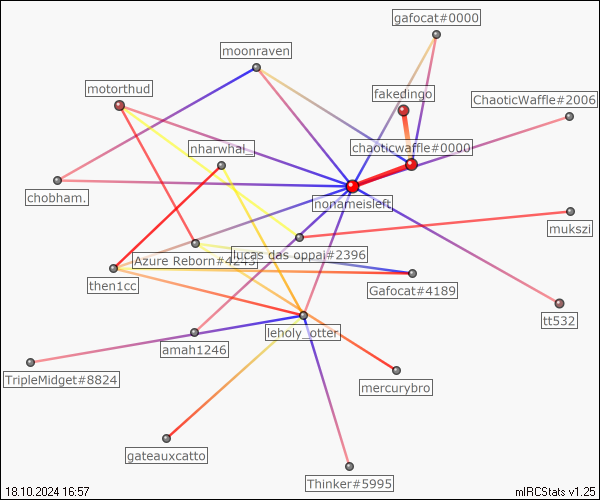 gafocat#0000
moonraven
fakedingo
motorthud
ChaoticWaffle#2006
chaoticwaffle#0000
nharwhal_
chobham.
nonameisleft
mukszi
lucas das oppai#2396
Azure Reborn#4245
then1cc
Gafocat#4189
tt532
leholy_otter
amah1246
TripleMidget#8824
mercurybro
gateauxcatto
Thinker#5995
18.10.2024 16:57
mIRCStats v1.25